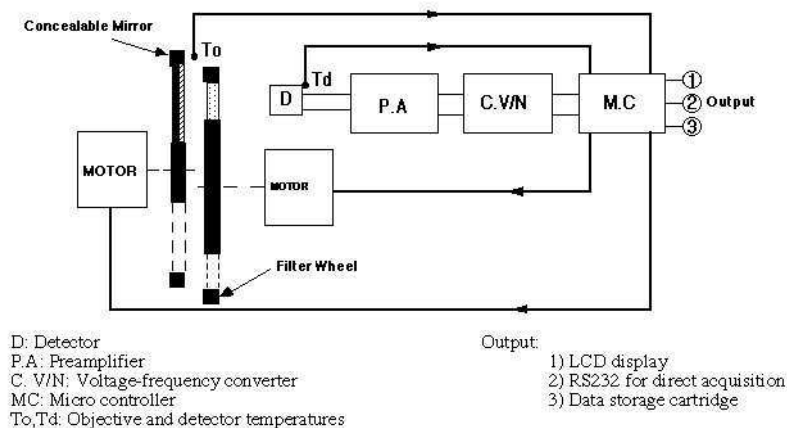 Concealable Mirror
To
Td
D
P.A
C.V/N
M.C
1
2 Output
3
MOTOR
MOTOR
Filter Wheel
D: Detector
P.A: Preamplifier
C. V/N: Voltage-frequency converter
MC: Micro controller
To,Td: Objective and detector temperatures
Output:
1) LCD display
2) RS232 for direct acquisition
3) Data storage cartridge